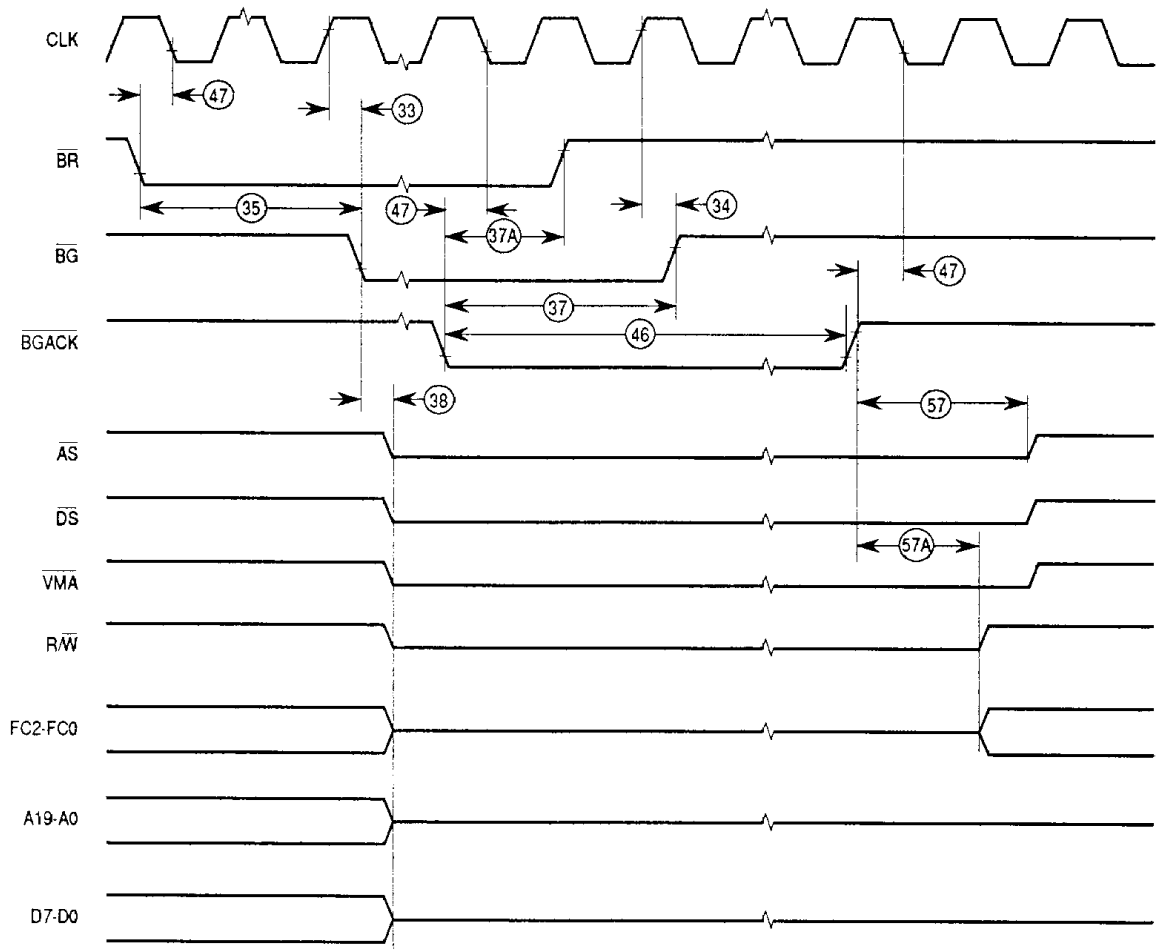 CLK
47
33
BR
35
47
37A
34
BG
47
37
BGACK
46
38
57
AS
DS
57A
VMA
R/W
FC2-FC0
A19-A0
D7-D0